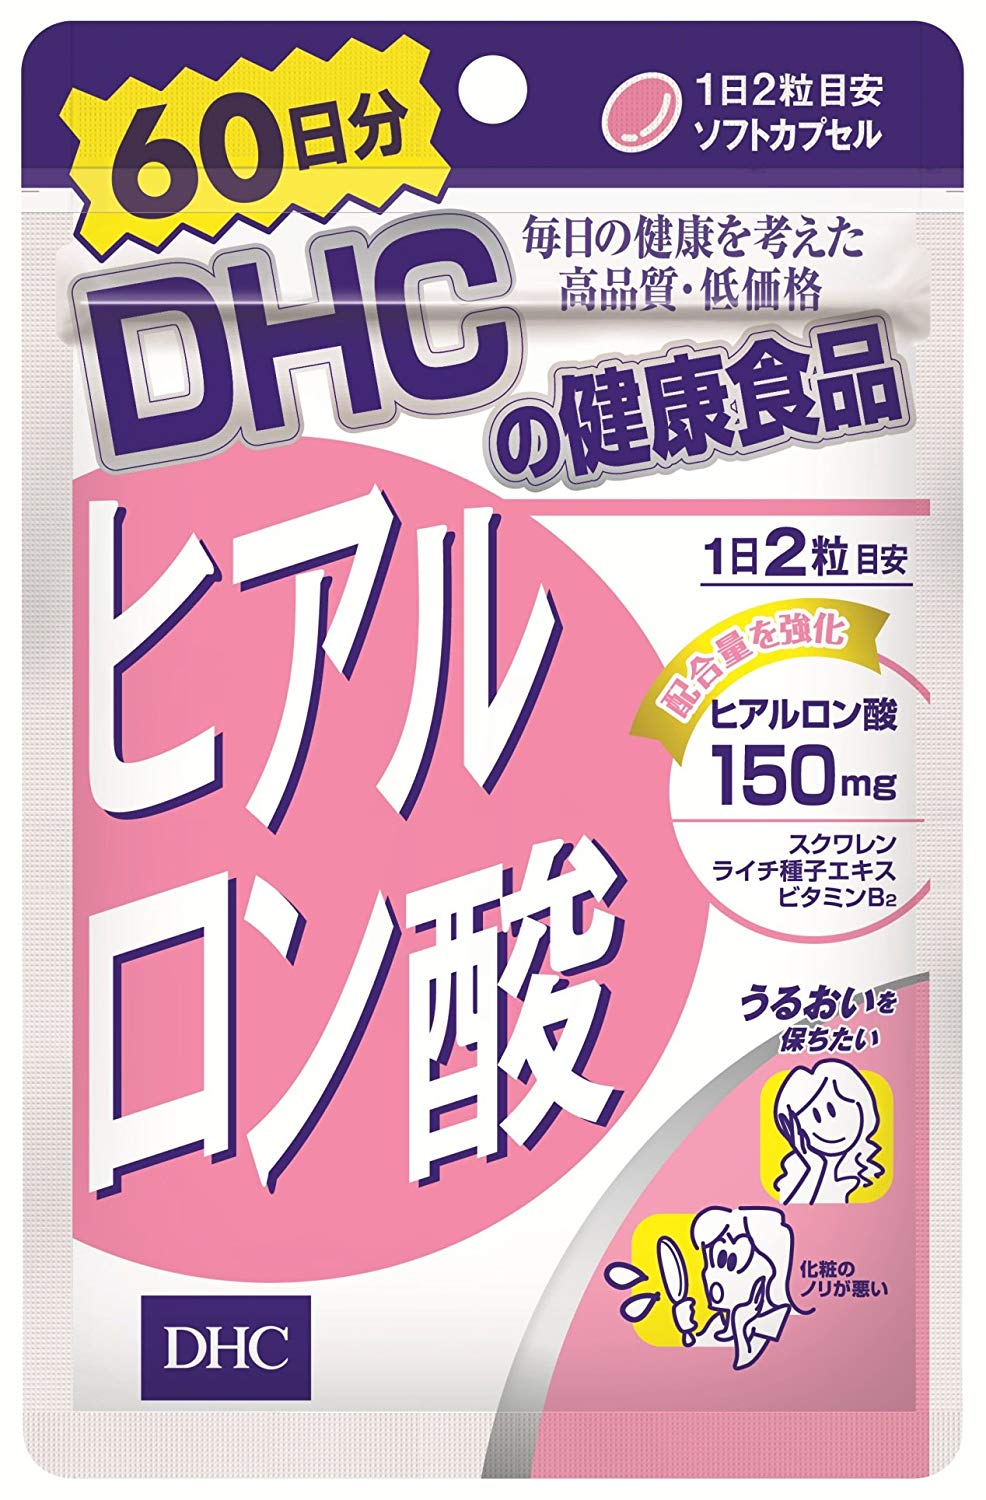 60日分
1日2粒目安
ソフトカプセル
毎日の健康を考えた
高品質・低価格
DHC
の健康食品
ヒアル
ロン酸
1日2粒目安
配合量を強化
ヒアルロン酸
150mg
スクワレン
ライチ種子エキス
ビタミンB2
うるおいを
保ちたい
化粧の
ノリが悪い
DHC